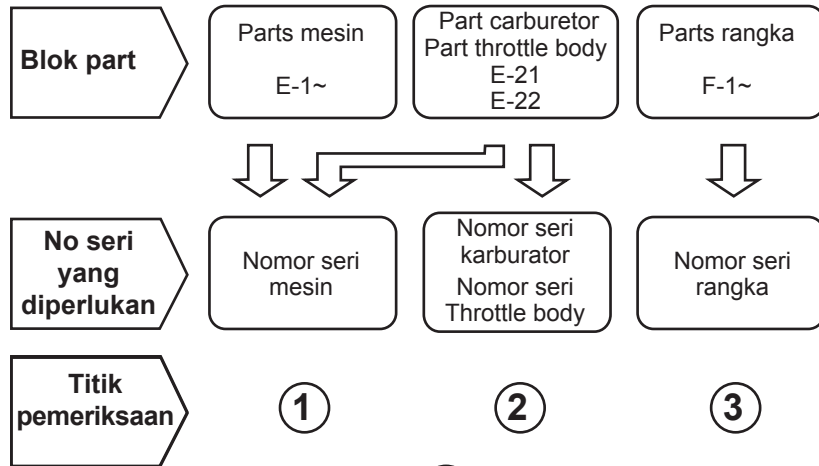 Blok part
Parts mesin
E-1~
Part carburetor
Part throttle body
E-21
E-22
Parts rangka
F-1~
No seri
yang
diperlukan
Nomor seri
mesin
Nomor seri
karburator
Nomor seri
Throttle body
Nomor seri
rangka
Titik
pemeriksaan
1
2
3